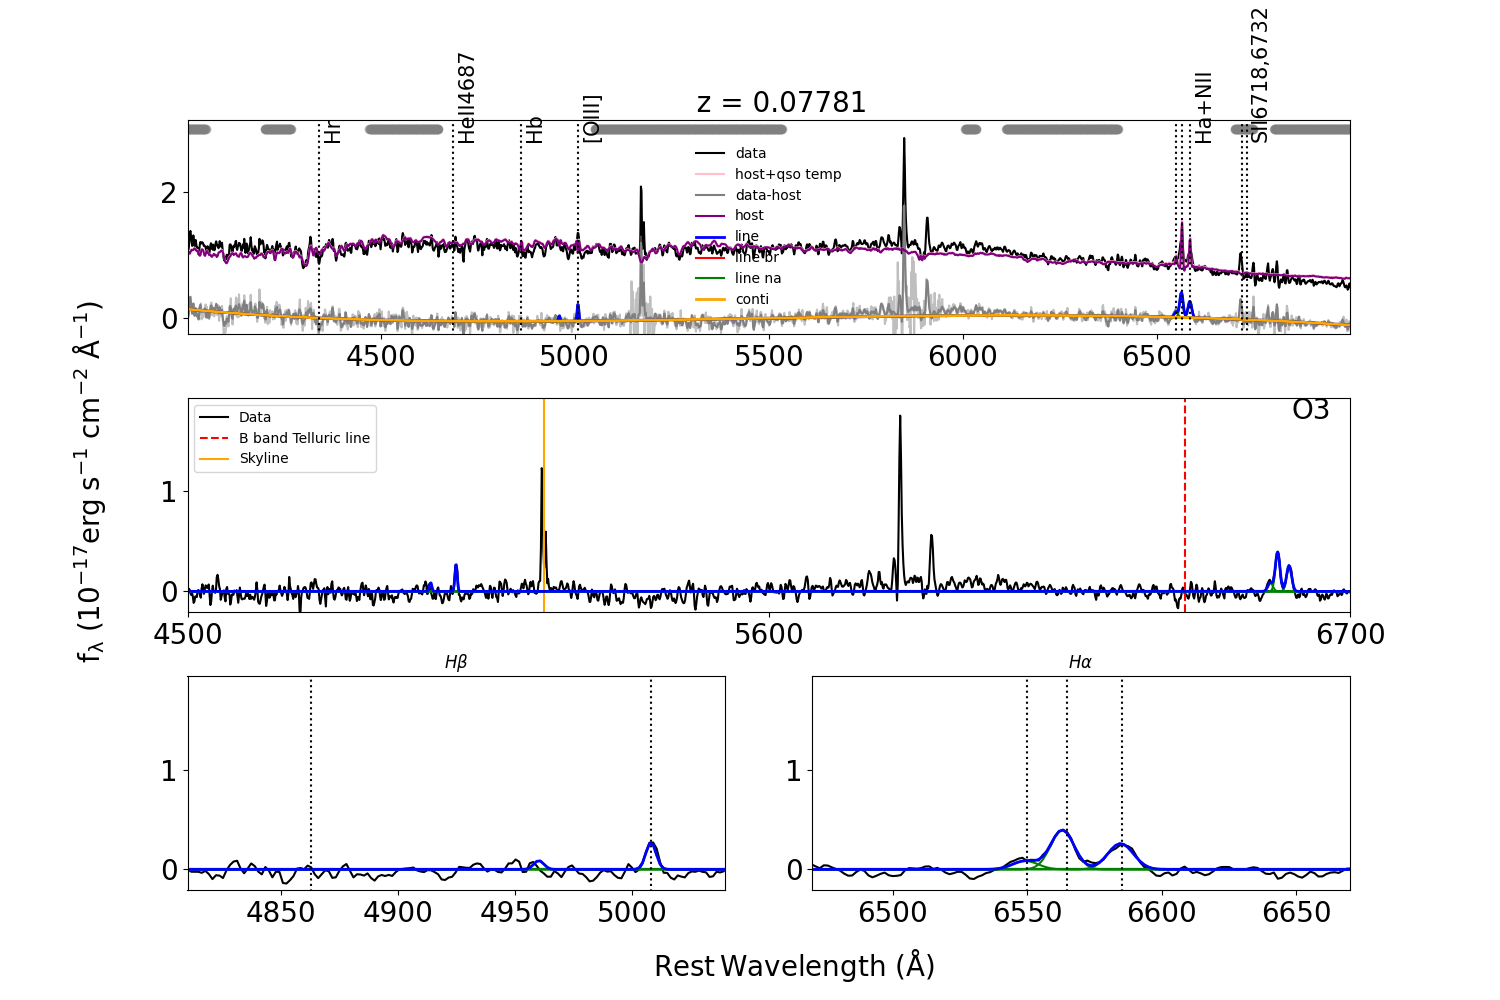 z = 0.07781
Hr
HeII4687
Hb
[OIII]
Ha+NII
SII6718,6732
data
host+qso temp
data-host
host
line
line br
line na
conti
2
0
4500 5000 5500 6000 6500
f_λ (10⁻¹⁷erg s⁻¹ cm⁻² Å⁻¹)
O3
Data
B band Telluric line
Skyline
1
0
4500 5600 6700
Hβ
1
0
4850 4900 4950 5000
Hα
1
0
6500 6550 6600 6650
Rest Wavelength (Å)